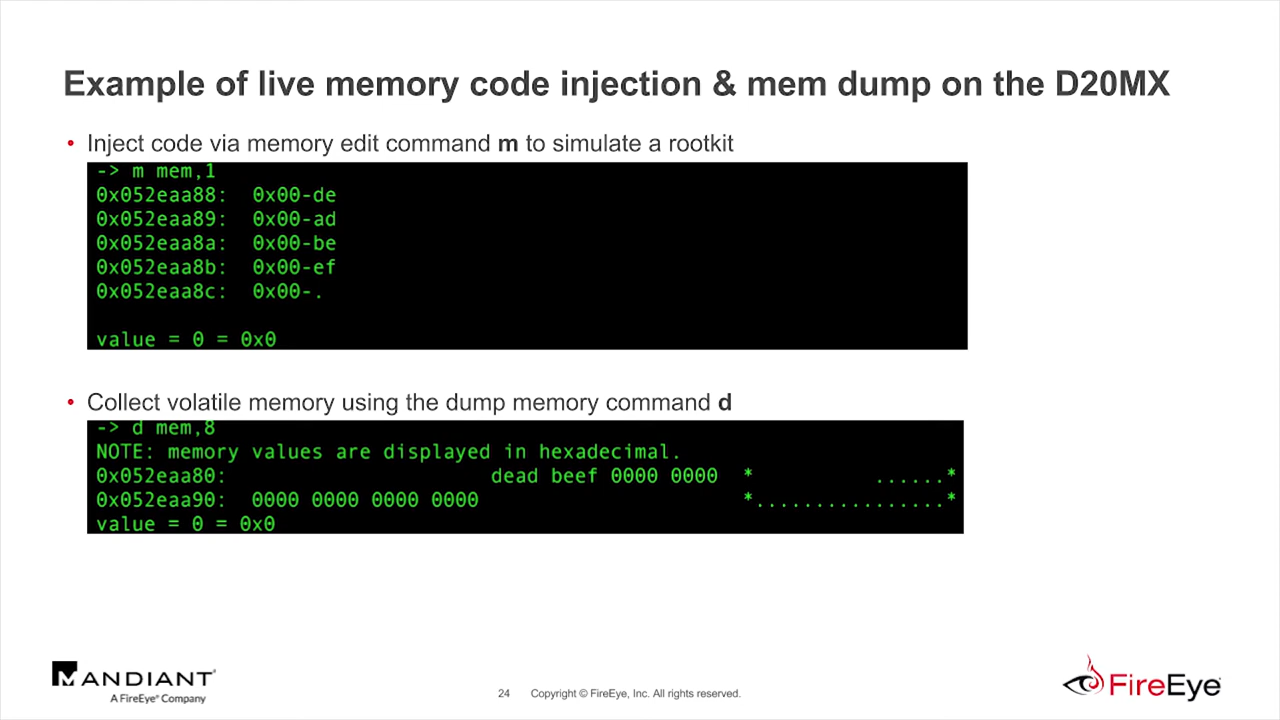 Example of live memory code injection & mem dump on the D20MX
• Inject code via memory edit command m to simulate a rootkit
-> m mem,1
0x052eaa88:  0x00-de
0x052eaa89:  0x00-ad
0x052eaa8a:  0x00-be
0x052eaa8b:  0x00-ef
0x052eaa8c:  0x00-.
value = 0 = 0x0
• Collect volatile memory using the dump memory command d
-> d mem,8
NOTE: memory values are displayed in hexadecimal.
0x052eaa80:                     dead beef 0000 0000  *          ......*
0x052eaa90:  0000 0000 0000 0000                      *................*
value = 0 = 0x0
MANDIANT
A FireEye® Company
24 Copyright © FireEye, Inc. All rights reserved.
FireEye